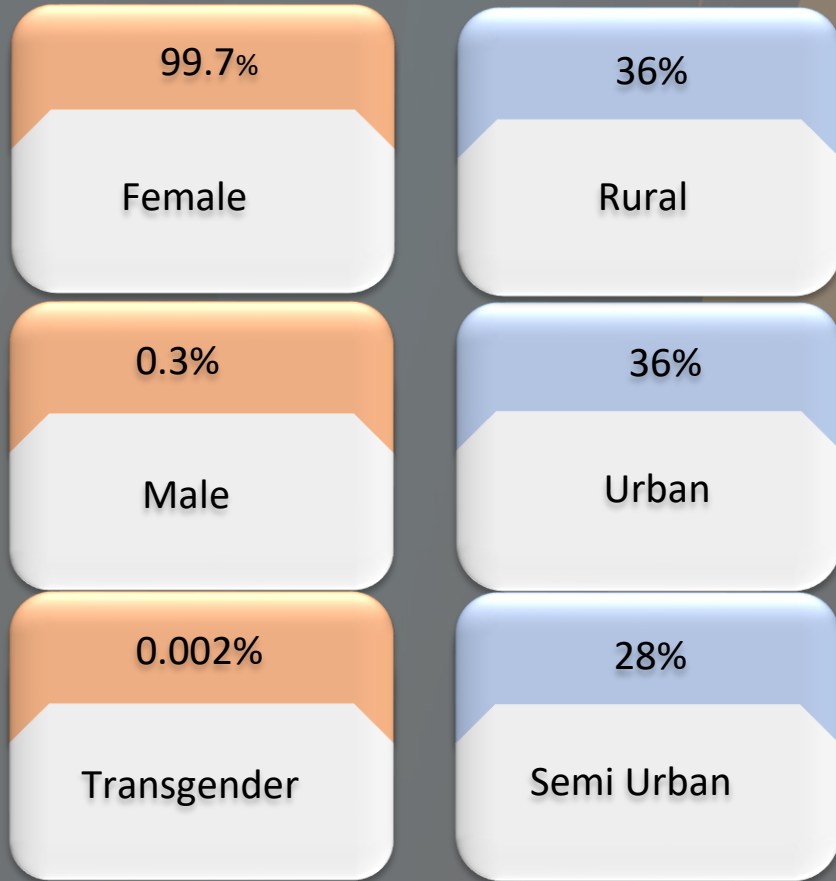 99.7%
Female
0.3%
Male
0.002%
Transgender
36%
Rural
36%
Urban
28%
Semi Urban